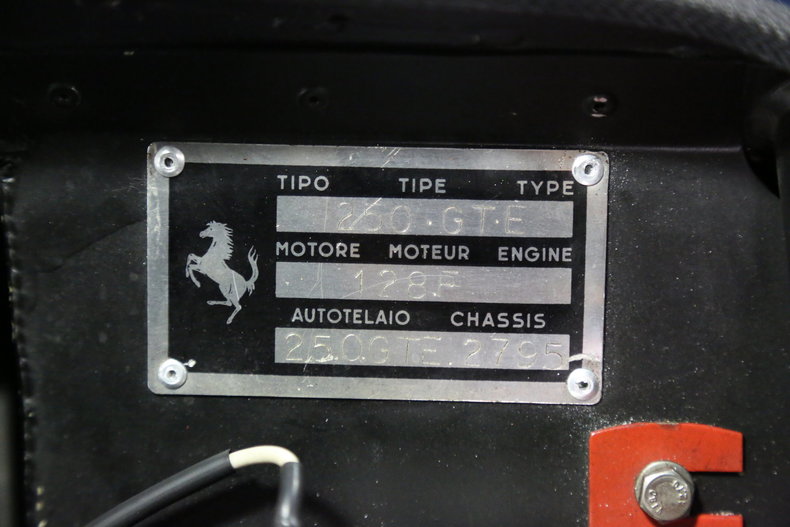 TIPO TIPE TYPE
250·GT·E
MOTORE MOTEUR ENGINE
128F
AUTOTELAIO CHASSIS
250GTE.2795